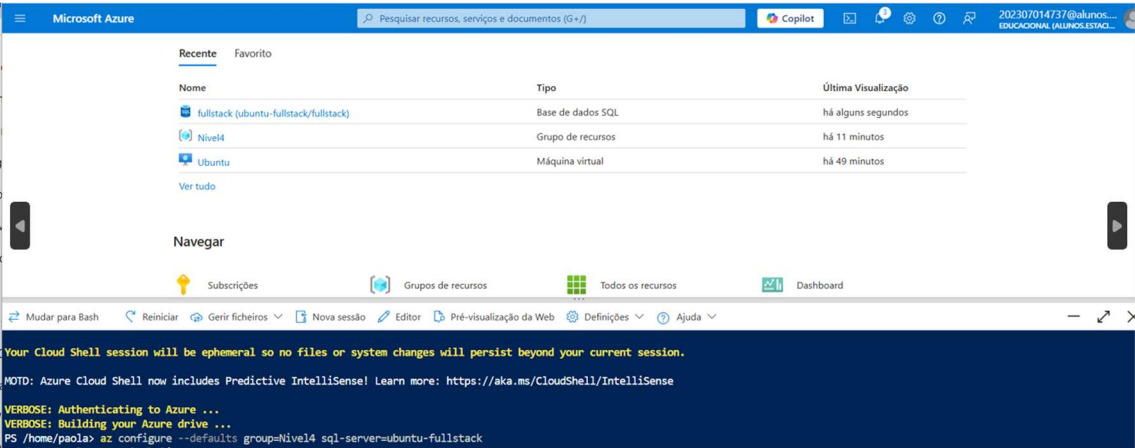 Microsoft Azure
Pesquisar recursos, serviços e documentos (G+/)
Copilot
3
202307014737@alunos....
EDUCACIONAL (ALUNOS.ESTACI...
Recente Favorito
Nome Tipo Última Visualização
fullstack (ubuntu-fullstack/fullstack) Base de dados SQL há alguns segundos
Nivel4 Grupo de recursos há 11 minutos
Ubuntu Máquina virtual há 49 minutos
Ver tudo
Navegar
Subscrições Grupos de recursos Todos os recursos Dashboard
Mudar para Bash Reiniciar Gerir ficheiros Nova sessão Editor Pré-visualização da Web Definições Ajuda
Your Cloud Shell session will be ephemeral so no files or system changes will persist beyond your current session.
MOTD: Azure Cloud Shell now includes Predictive IntelliSense! Learn more: https://aka.ms/CloudShell/IntelliSense
VERBOSE: Authenticating to Azure ...
VERBOSE: Building your Azure drive ...
PS /home/paola> az configure --defaults group=Nivel4 sql-server=ubuntu-fullstack